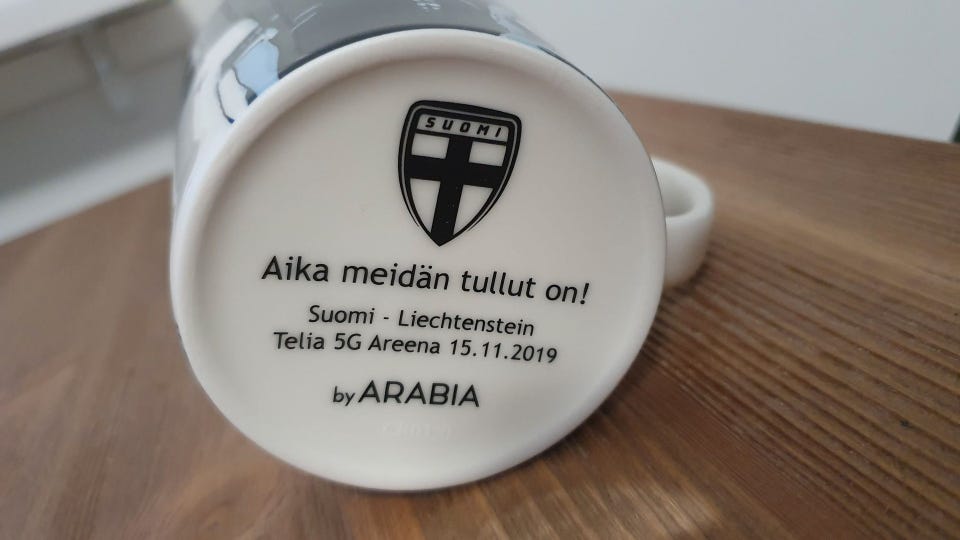 SUOMI
Aika meidän tullut on!
Suomi - Liechtenstein
Telia 5G Areena 15.11.2019
by ARABIA